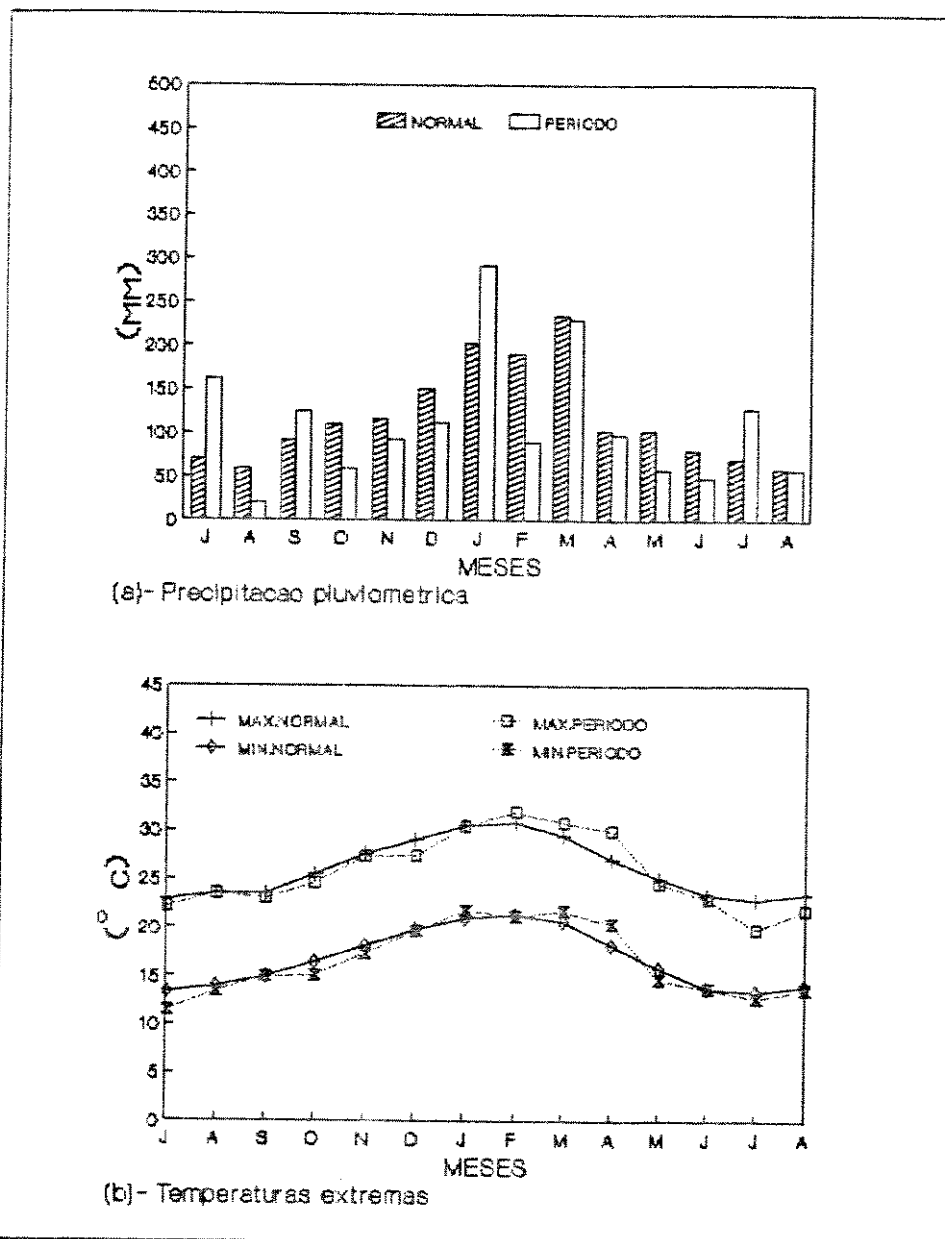 500
450
400
350
300
250
200
150
100
50
0
(MM)
NORMAL PERIODO
J A S O N D J F M A M J J A
MESES
(a)- Precipitacao pluviometrica
45
40
35
30
25
20
15
10
5
0
(° C)
MAX.NORMAL MAX.PERIODO
MIN.NORMAL MIN.PERIODO
J A S O N D J F M A M J J A
MESES
(b)- Temperaturas extremas